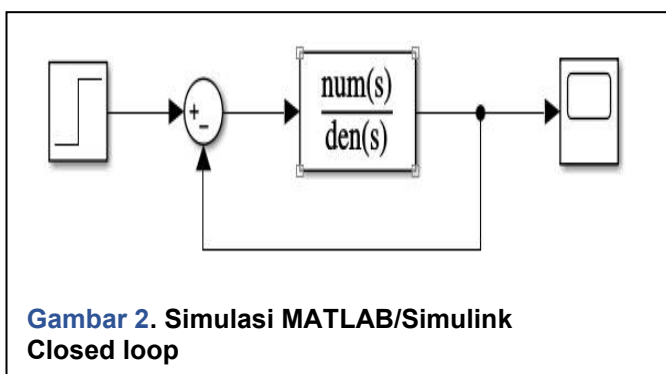 +
−
num(s)
den(s)
Gambar 2. Simulasi MATLAB/Simulink
Closed loop